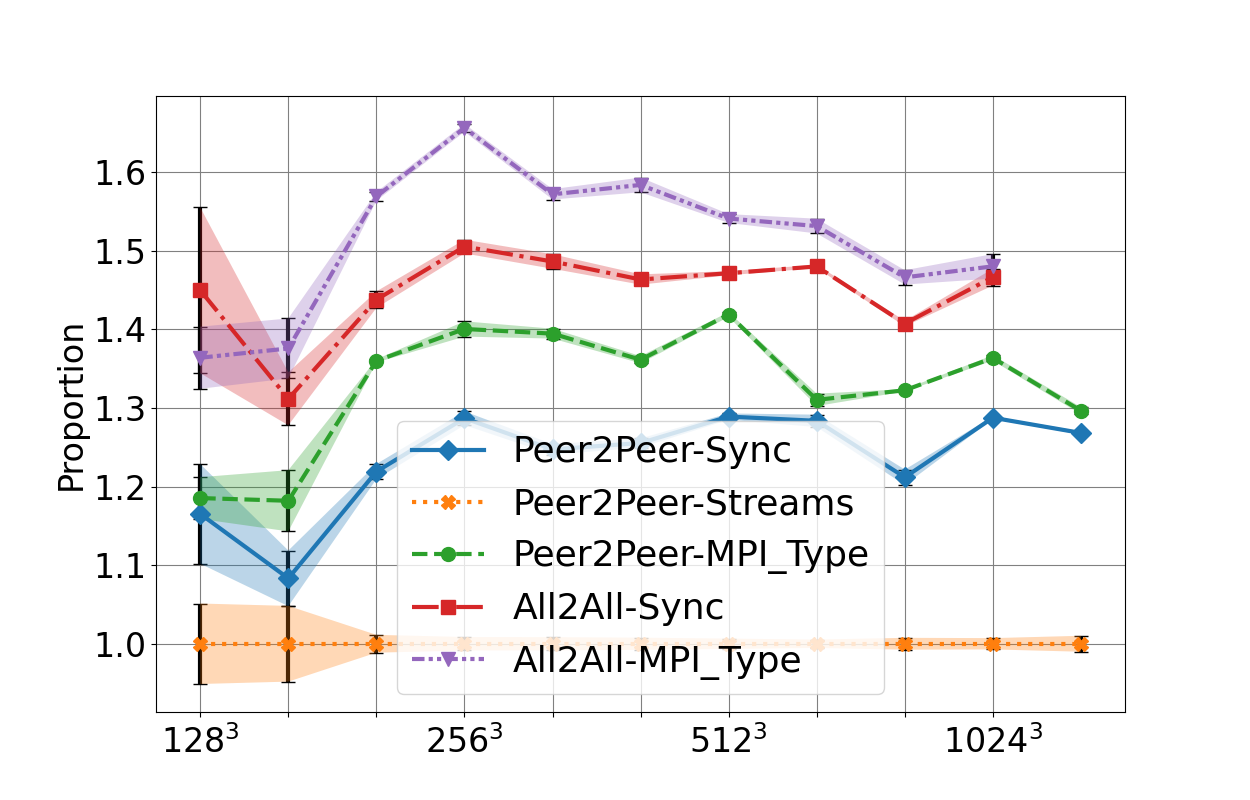 Proportion
1.6
1.5
1.4
1.3
1.2
1.1
1.0
Peer2Peer-Sync
Peer2Peer-Streams
Peer2Peer-MPI_Type
All2All-Sync
All2All-MPI_Type
128³ 256³ 512³ 1024³